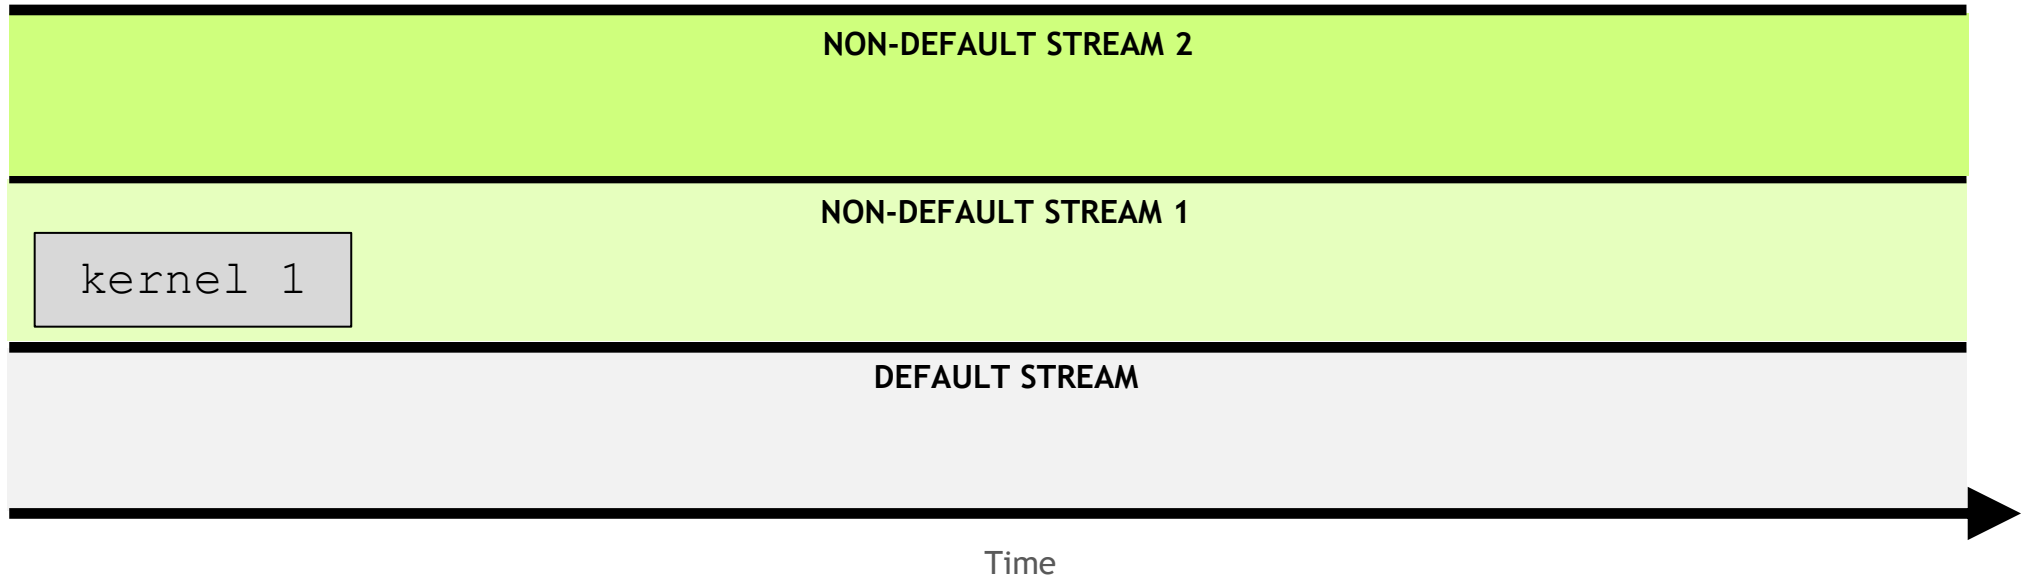 NON-DEFAULT STREAM 2
NON-DEFAULT STREAM 1
kernel 1
DEFAULT STREAM
Time